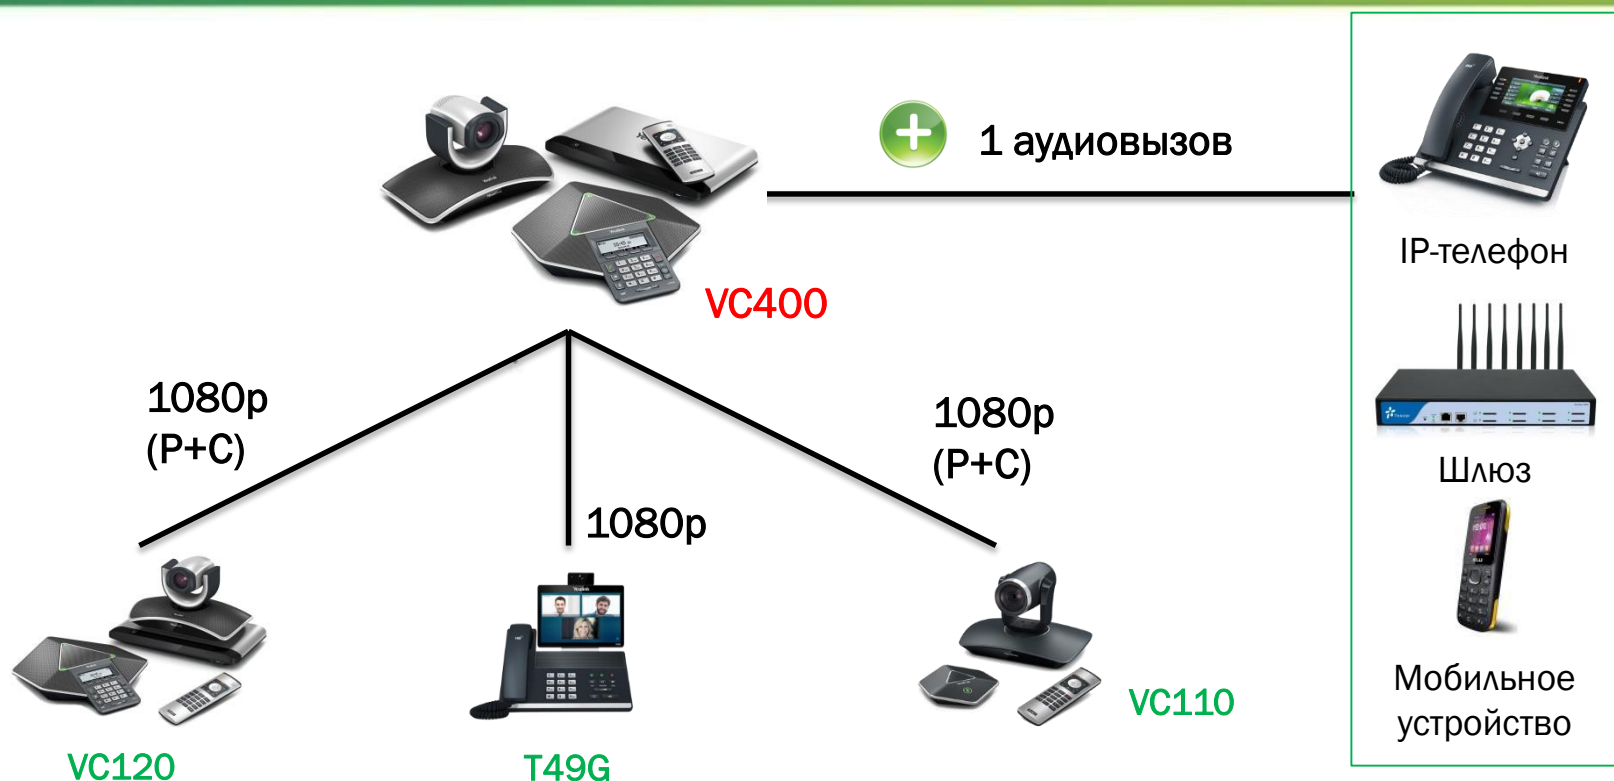 1 аудиовызов
IP-телефон
VC400
1080p
(P+C)
1080p
(P+C)
Шлюз
1080p
Мобильное
устройство
VC110
VC120
T49G